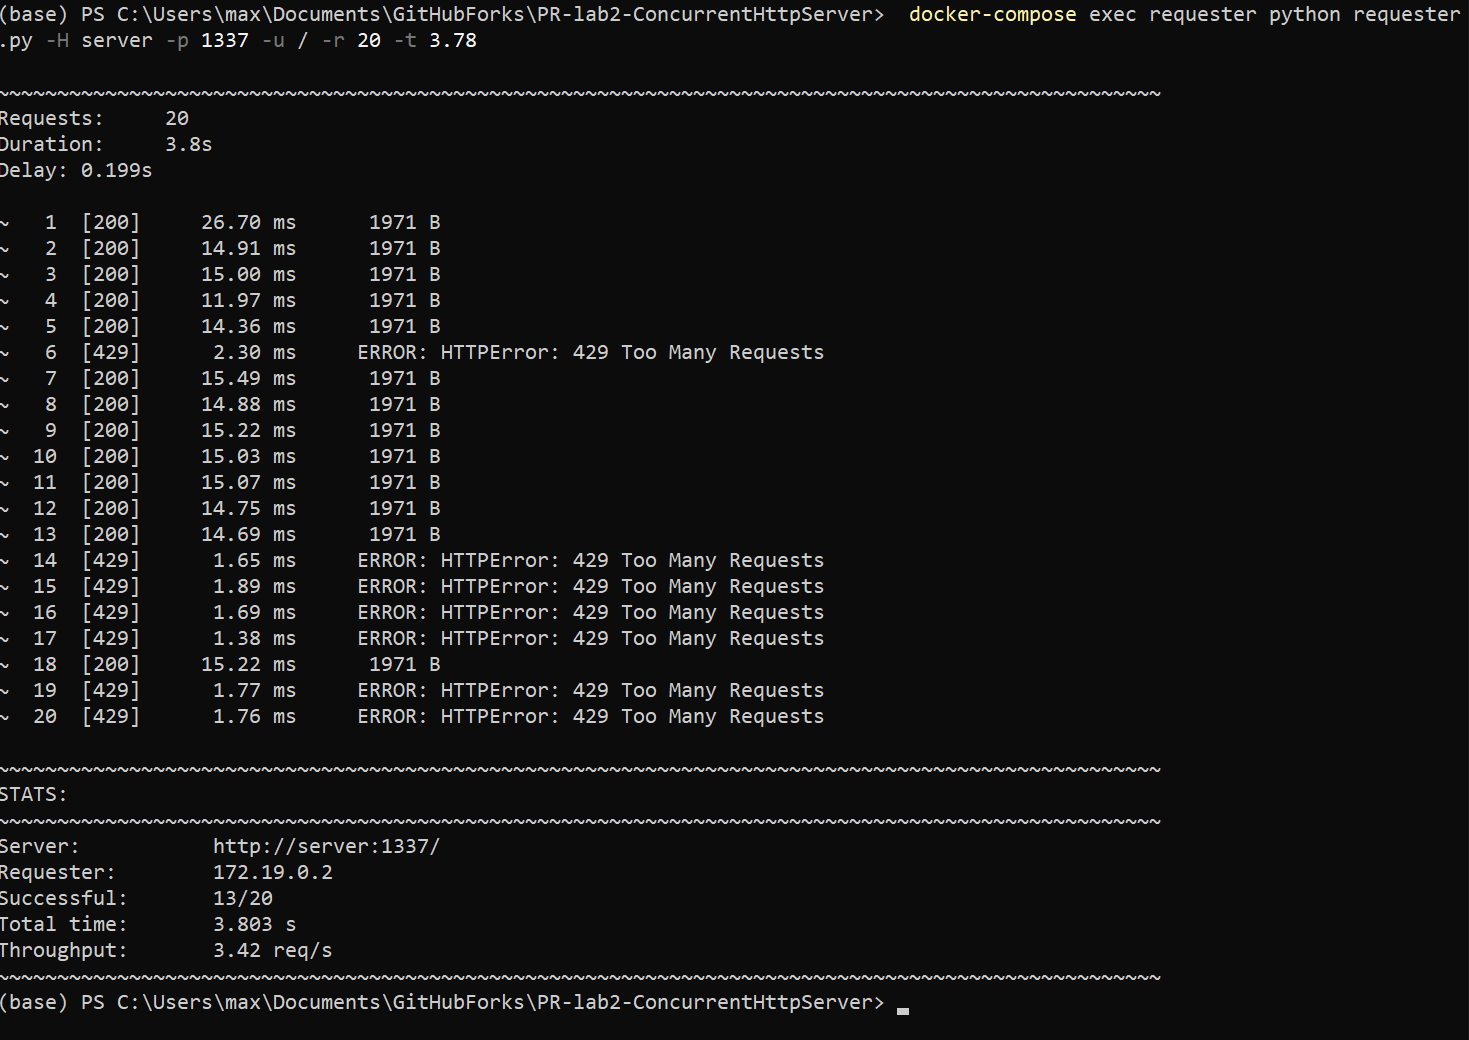 (base) PS C:\Users\max\Documents\GitHubForks\PR-lab2-ConcurrentHttpServer>  docker-compose exec requester python requester
.py -H server -p 1337 -u / -r 20 -t 3.78
~~~~~~~~~~~~~~~~~~~~~~~~~~~~~~~~~~~~~~~~~~~~~~~~~~~~~~~~~~~~~~~~~~~~~~~~~~~~~~~~~~~~~~~~~~~~~~~~~
Requests:     20
Duration:     3.8s
Delay: 0.199s
~   1  [200]     26.70 ms      1971 B
~   2  [200]     14.91 ms      1971 B
~   3  [200]     15.00 ms      1971 B
~   4  [200]     11.97 ms      1971 B
~   5  [200]     14.36 ms      1971 B
~   6  [429]      2.30 ms     ERROR: HTTPError: 429 Too Many Requests
~   7  [200]     15.49 ms      1971 B
~   8  [200]     14.88 ms      1971 B
~   9  [200]     15.22 ms      1971 B
~  10  [200]     15.03 ms      1971 B
~  11  [200]     15.07 ms      1971 B
~  12  [200]     14.75 ms      1971 B
~  13  [200]     14.69 ms      1971 B
~  14  [429]      1.65 ms     ERROR: HTTPError: 429 Too Many Requests
~  15  [429]      1.89 ms     ERROR: HTTPError: 429 Too Many Requests
~  16  [429]      1.69 ms     ERROR: HTTPError: 429 Too Many Requests
~  17  [429]      1.38 ms     ERROR: HTTPError: 429 Too Many Requests
~  18  [200]     15.22 ms      1971 B
~  19  [429]      1.77 ms     ERROR: HTTPError: 429 Too Many Requests
~  20  [429]      1.76 ms     ERROR: HTTPError: 429 Too Many Requests
~~~~~~~~~~~~~~~~~~~~~~~~~~~~~~~~~~~~~~~~~~~~~~~~~~~~~~~~~~~~~~~~~~~~~~~~~~~~~~~~~~~~~~~~~~~~~~~~~
STATS:
~~~~~~~~~~~~~~~~~~~~~~~~~~~~~~~~~~~~~~~~~~~~~~~~~~~~~~~~~~~~~~~~~~~~~~~~~~~~~~~~~~~~~~~~~~~~~~~~~
Server:           http://server:1337/
Requester:        172.19.0.2
Successful:       13/20
Total time:       3.803 s
Throughput:       3.42 req/s
~~~~~~~~~~~~~~~~~~~~~~~~~~~~~~~~~~~~~~~~~~~~~~~~~~~~~~~~~~~~~~~~~~~~~~~~~~~~~~~~~~~~~~~~~~~~~~~~~
(base) PS C:\Users\max\Documents\GitHubForks\PR-lab2-ConcurrentHttpServer>